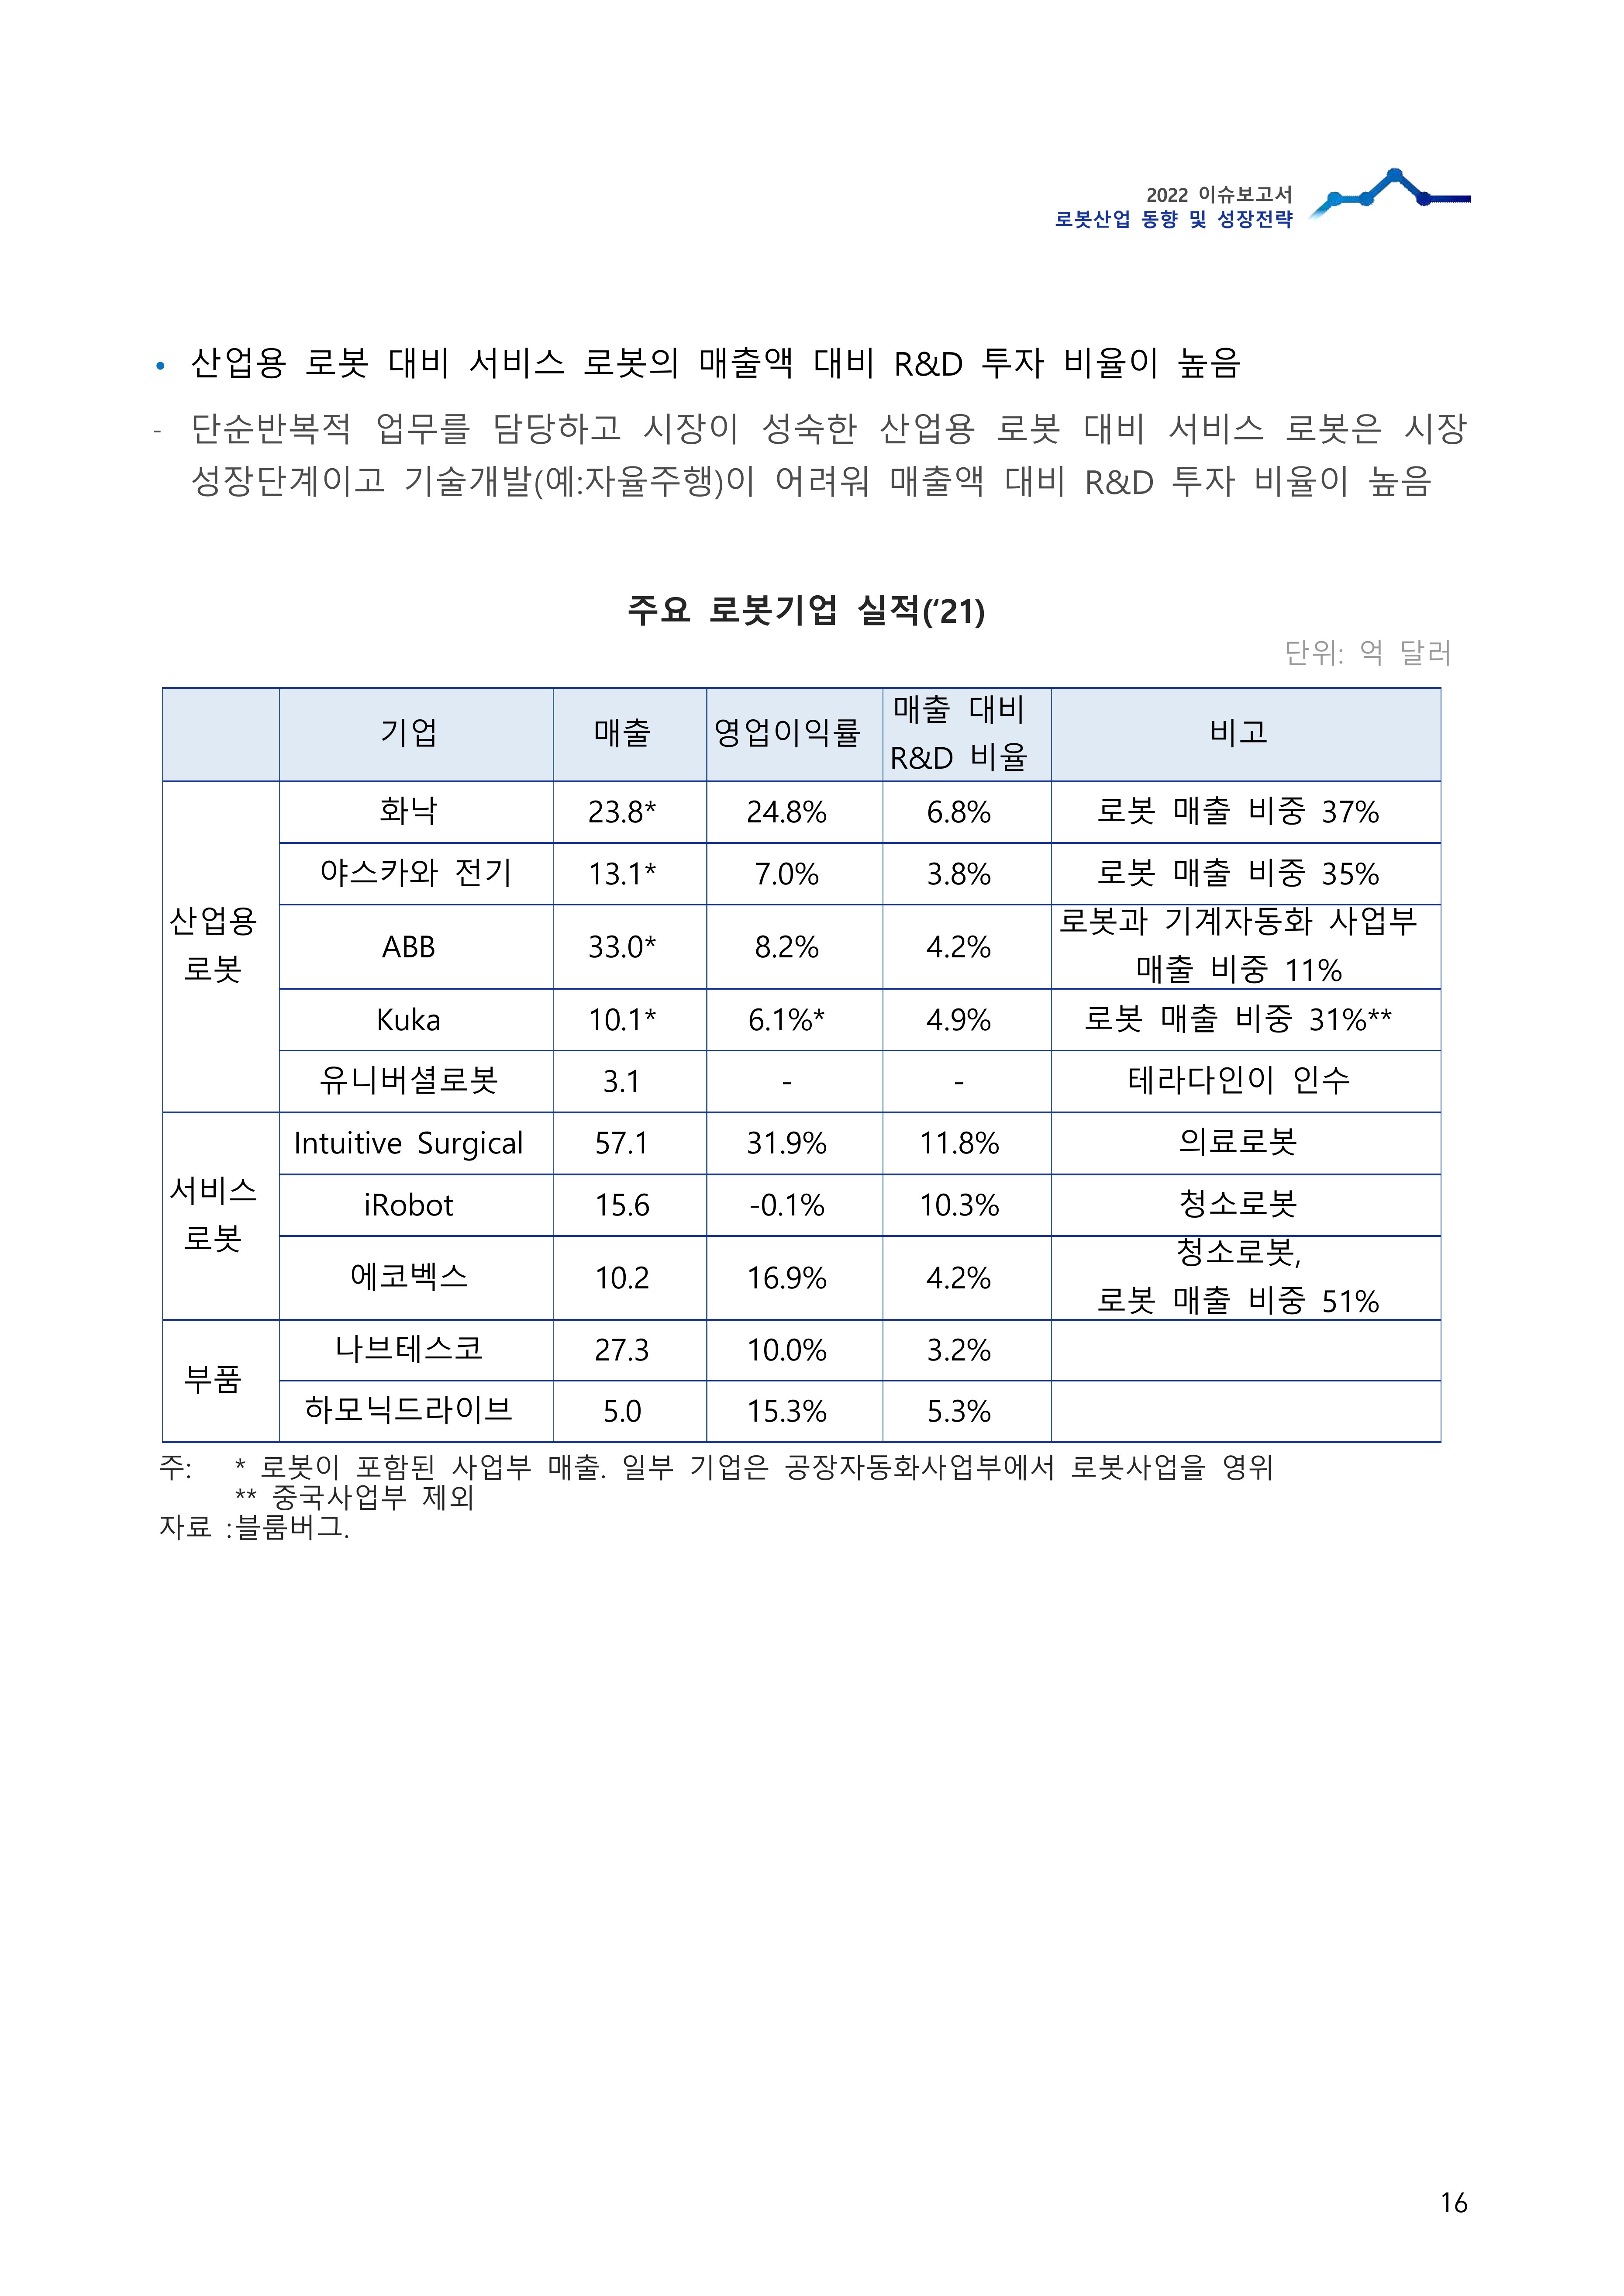 2022 이슈보고서
로봇산업 동향 및 성장전략
• 산업용 로봇 대비 서비스 로봇의 매출액 대비 R&D 투자 비율이 높음
- 단순반복적 업무를 담당하고 시장이 성숙한 산업용 로봇 대비 서비스 로봇은 시장
성장단계이고 기술개발(예:자율주행)이 어려워 매출액 대비 R&D 투자 비율이 높음
주요 로봇기업 실적(‘21)
단위: 억 달러
기업 매출 영업이익률 매출 대비 R&D 비율 비고
산업용 로봇
화낙 23.8* 24.8% 6.8% 로봇 매출 비중 37%
야스카와 전기 13.1* 7.0% 3.8% 로봇 매출 비중 35%
ABB 33.0* 8.2% 4.2% 로봇과 기계자동화 사업부 매출 비중 11%
Kuka 10.1* 6.1%* 4.9% 로봇 매출 비중 31%**
유니버셜로봇 3.1 - - 테라다인이 인수
서비스 로봇
Intuitive Surgical 57.1 31.9% 11.8% 의료로봇
iRobot 15.6 -0.1% 10.3% 청소로봇
에코벡스 10.2 16.9% 4.2% 청소로봇, 로봇 매출 비중 51%
부품
나브테스코 27.3 10.0% 3.2%
하모닉드라이브 5.0 15.3% 5.3%
주: * 로봇이 포함된 사업부 매출. 일부 기업은 공장자동화사업부에서 로봇사업을 영위
** 중국사업부 제외
자료 :블룸버그.
16